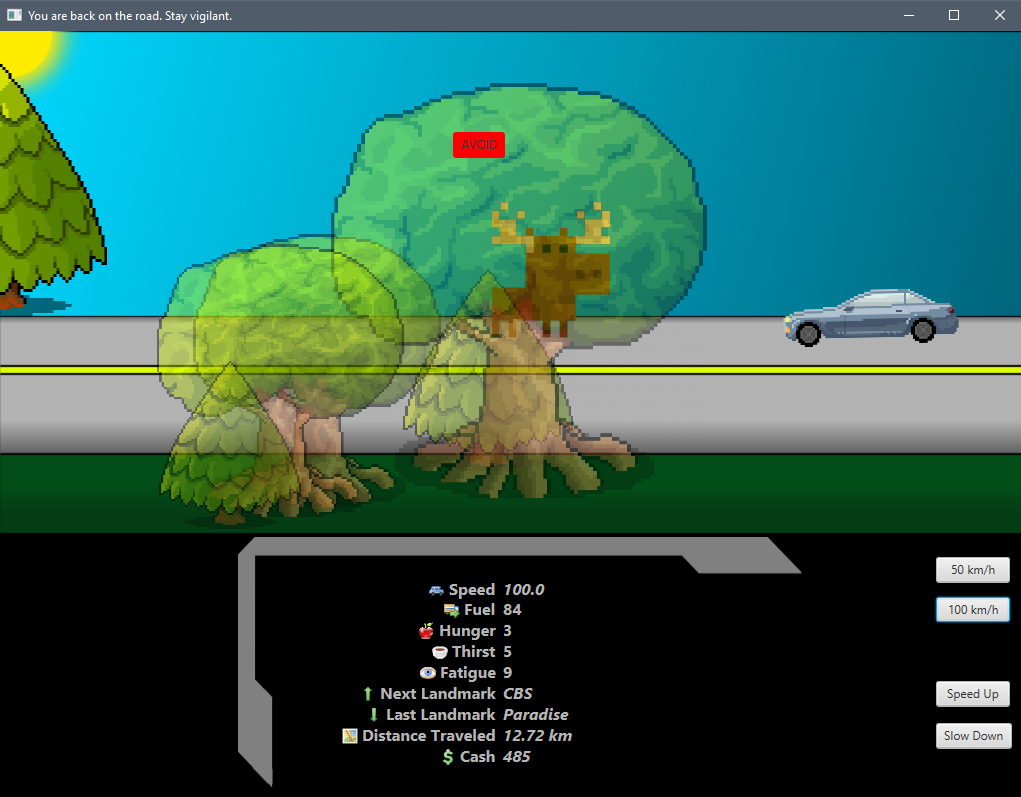 You are back on the road. Stay vigilant.
AVOID
50 km/h
100 km/h
Speed 100.0
Fuel 84
Hunger 3
Thirst 5
Fatigue 9
Next Landmark CBS
Last Landmark Paradise
Distance Traveled 12.72 km
$ Cash 485
Speed Up
Slow Down